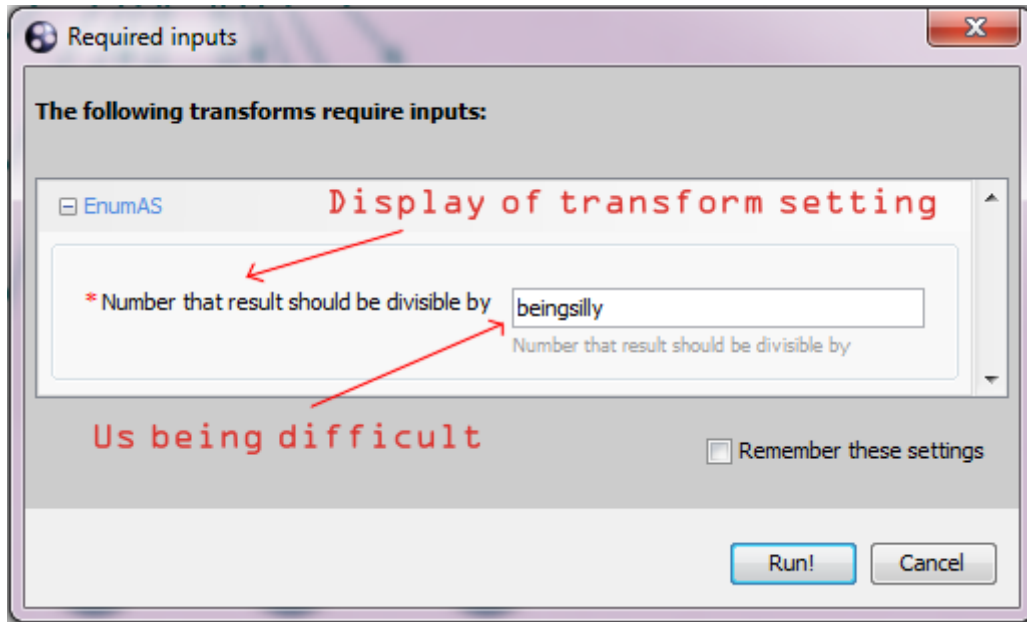 Required inputs
The following transforms require inputs:
EnumAS
Display of transform setting
* Number that result should be divisible by
beingsilly
Number that result should be divisible by
Us being difficult
Remember these settings
Run!
Cancel